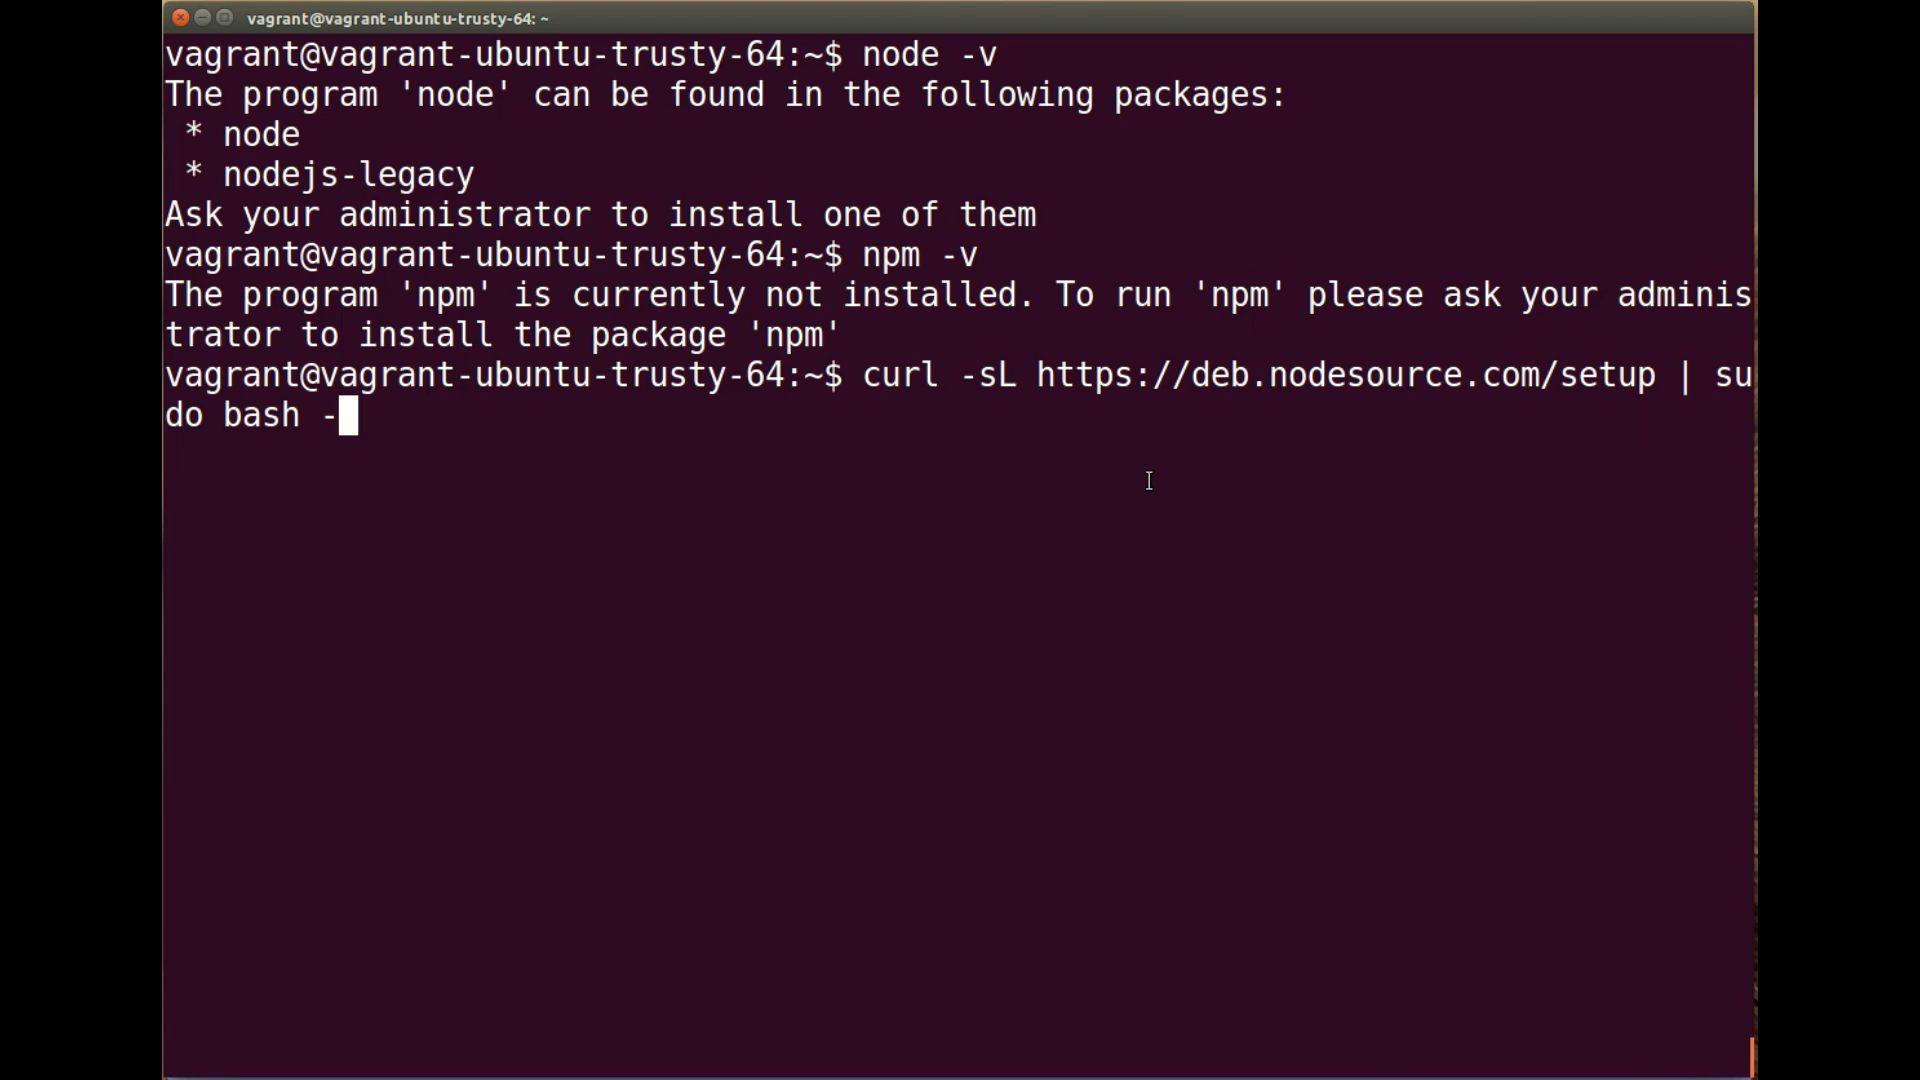 vagrant@vagrant-ubuntu-trusty-64: ~
vagrant@vagrant-ubuntu-trusty-64:~$ node -v
The program 'node' can be found in the following packages:
 * node
 * nodejs-legacy
Ask your administrator to install one of them
vagrant@vagrant-ubuntu-trusty-64:~$ npm -v
The program 'npm' is currently not installed. To run 'npm' please ask your adminis
trator to install the package 'npm'
vagrant@vagrant-ubuntu-trusty-64:~$ curl -sL https://deb.nodesource.com/setup | su
do bash -